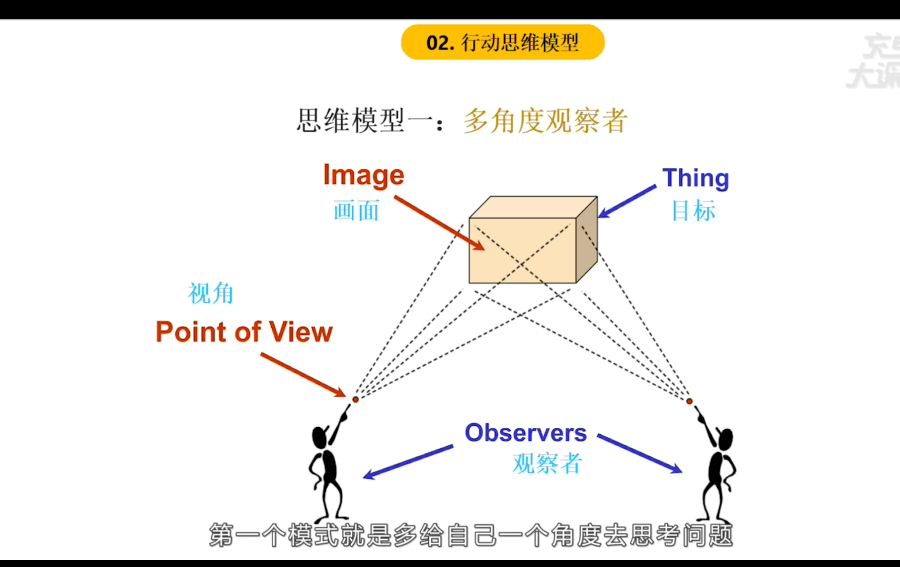 02. 行动思维模型
大课
思维模型一：多角度观察者
Image
画面
Thing
目标
视角
Point of View
Observers
观察者
第一个模式就是多给自己一个角度去思考问题